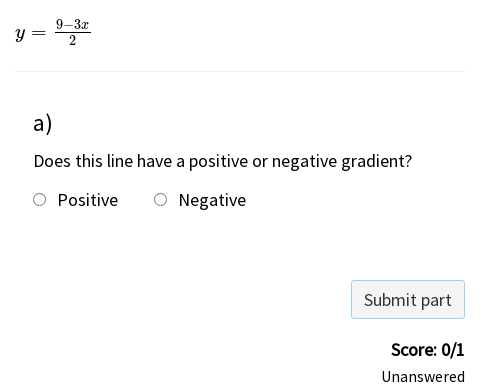 y = \frac{9-3x}{2}
a)
Does this line have a positive or negative gradient?
Positive Negative
Submit part
Score: 0/1
Unanswered